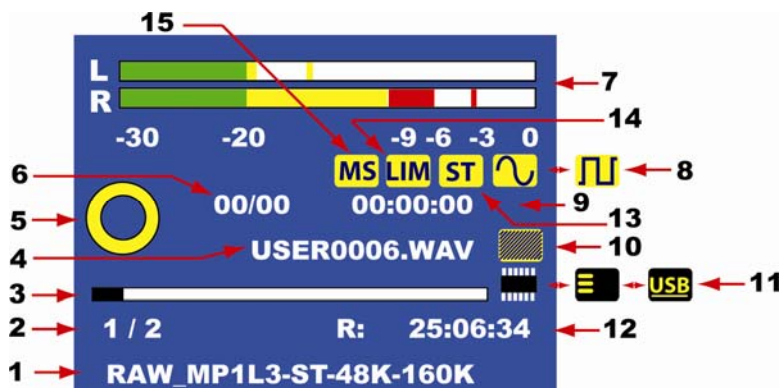 15
L
R
7
-30 -20 -9 -6 -3 0
14
MS LIM ST
8
6
00/00 00:00:00
9
13
5
4
USER0006.WAV
10
3
USB
11
2
1 / 2 R: 25:06:34
12
1
RAW_MP1L3-ST-48K-160K